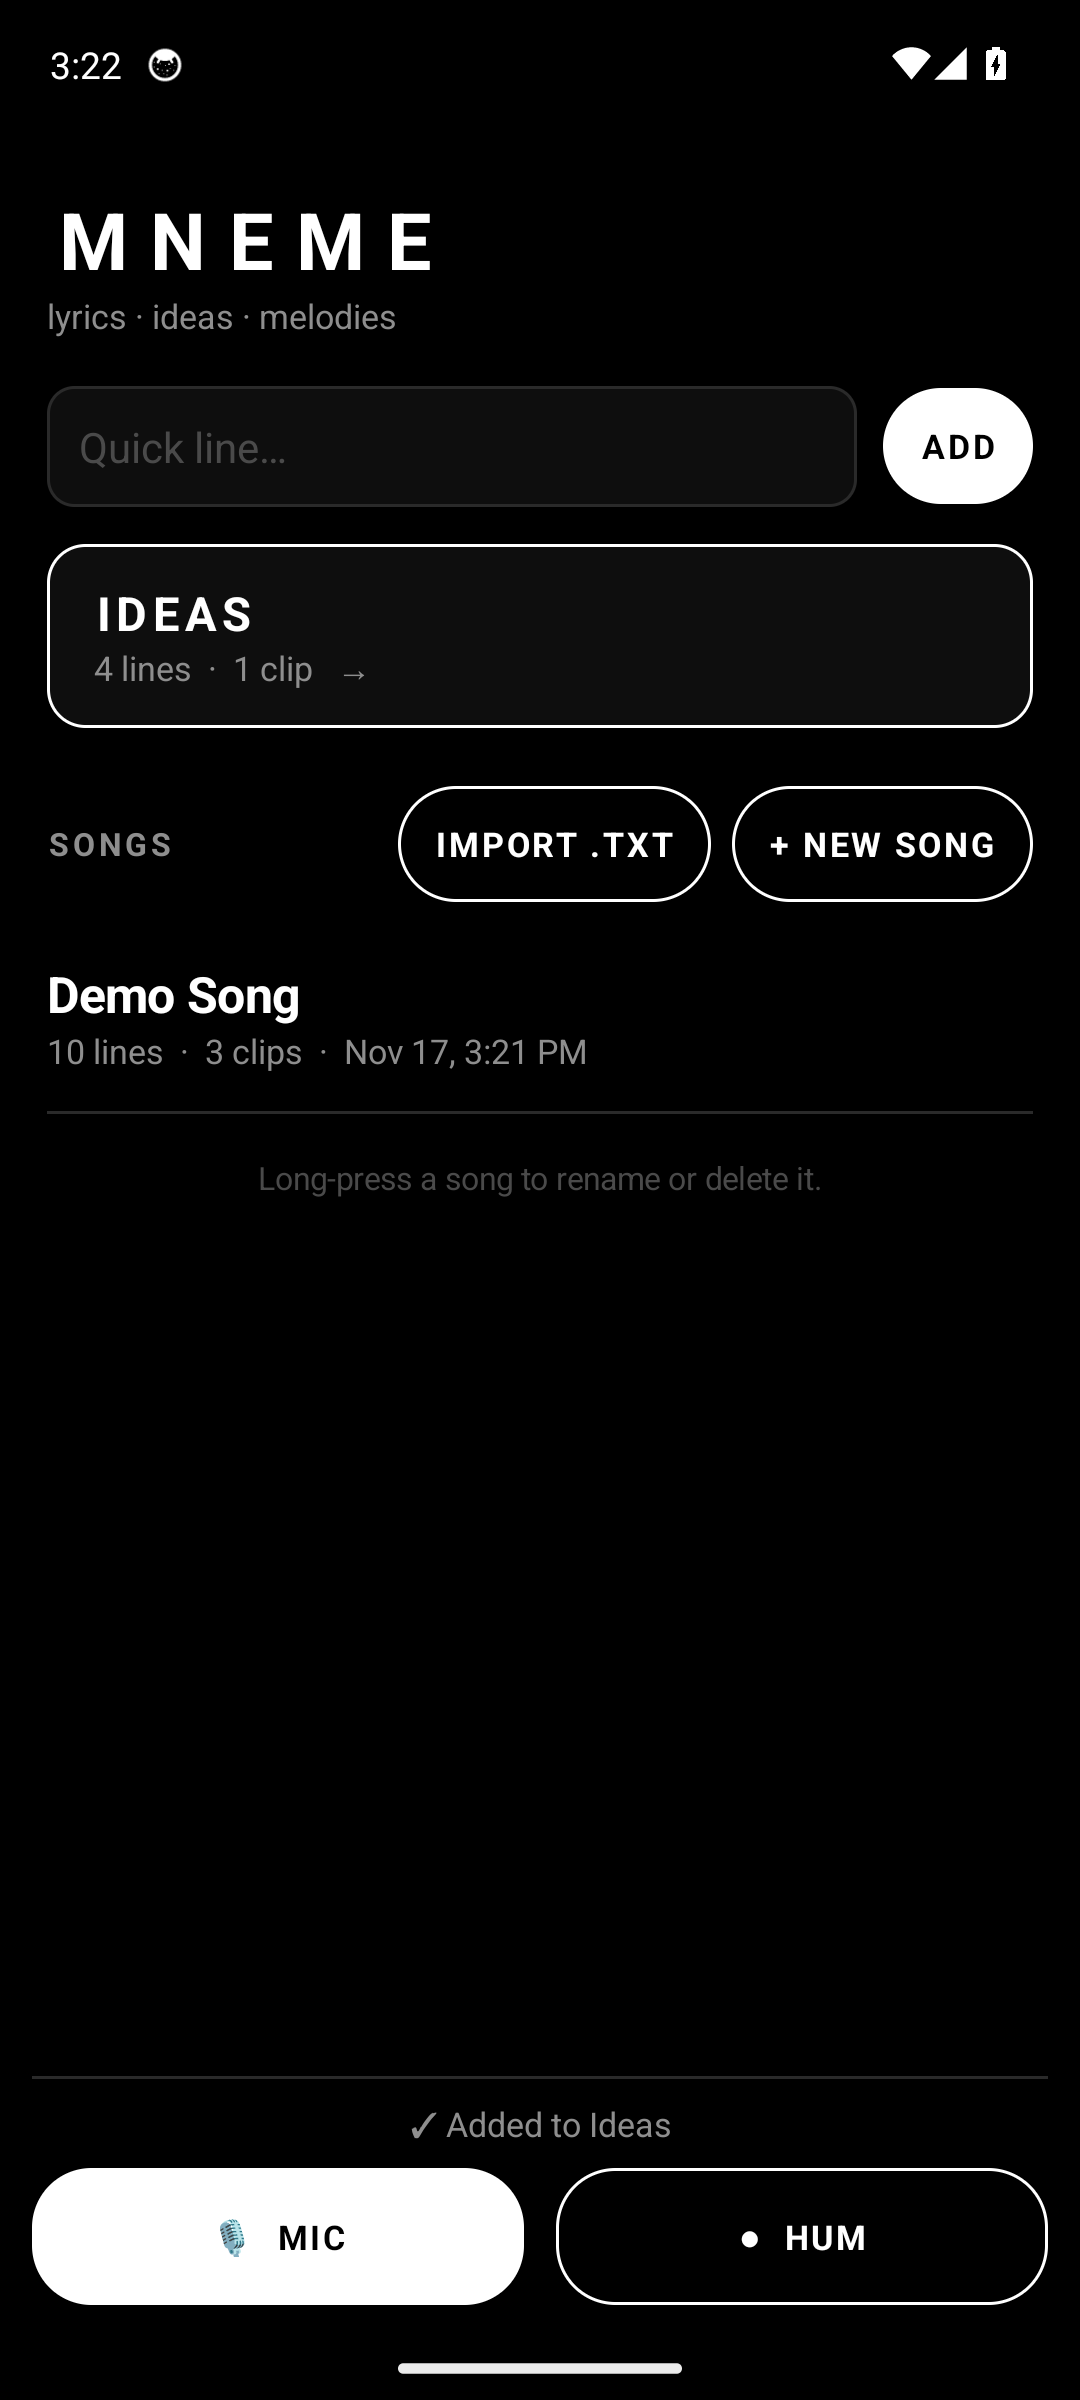 3:22
MNEME
lyrics · ideas · melodies
Quick line…
ADD
IDEAS
4 lines · 1 clip →
SONGS
IMPORT .TXT
+ NEW SONG
Demo Song
10 lines · 3 clips · Nov 17, 3:21 PM
Long-press a song to rename or delete it.
✓ Added to Ideas
🎙️ MIC
● HUM